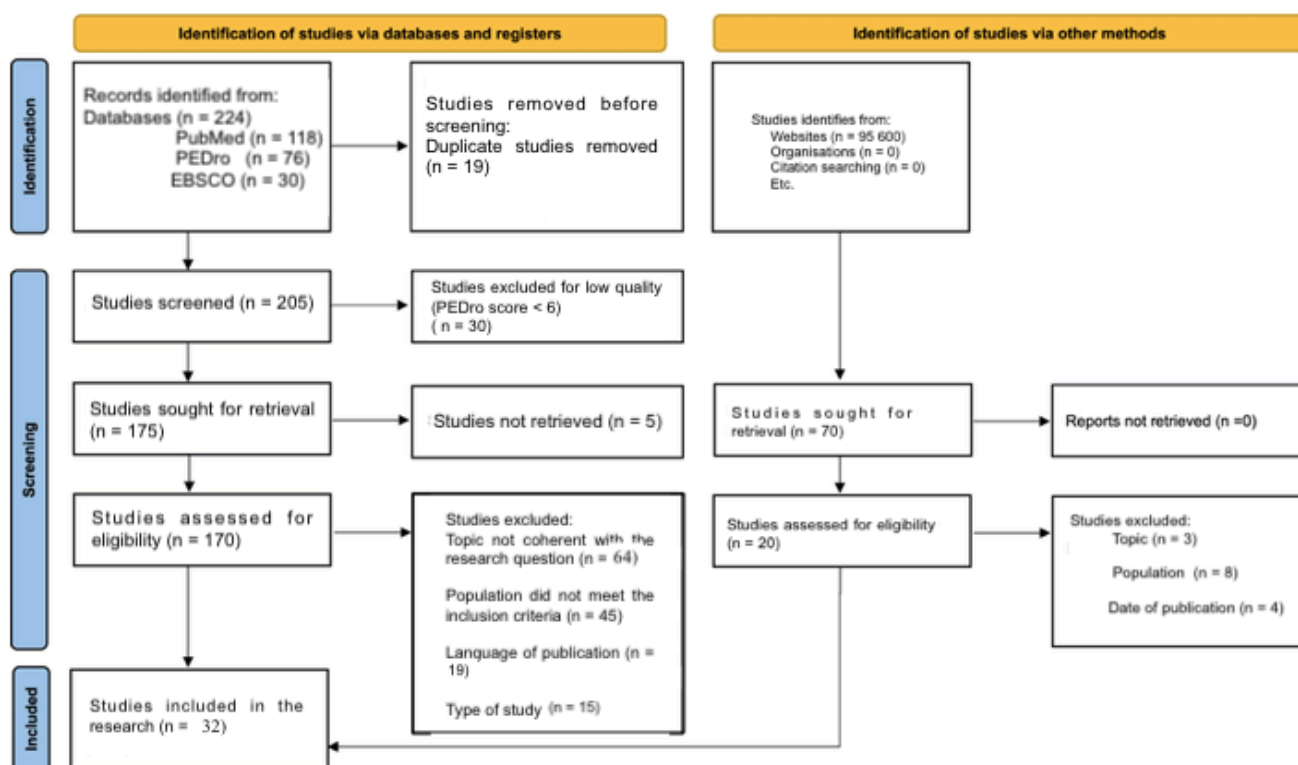 Identification of studies via databases and registers
Identification of studies via other methods
Identification
Records identified from:
Databases (n = 224)
PubMed (n = 118)
PEDro (n = 76)
EBSCO (n = 30)
Studies removed before
screening:
Duplicate studies removed
(n = 19)
Studies identifies from:
Websites (n = 95 600)
Organisations (n = 0)
Citation searching (n = 0)
Etc.
Screening
Studies screened (n = 205)
Studies excluded for low quality
(PEDro score < 6)
( n = 30)
Studies sought for retrieval
(n = 175)
Studies not retrieved (n = 5)
Studies sought for
retrieval (n = 70)
Reports not retrieved (n =0)
Studies assessed for
eligibility (n = 170)
Studies excluded:
Topic not coherent with the
research question (n = 64)
Population did not meet the
inclusion criteria (n = 45)
Language of publication (n =
19)
Type of study (n = 15)
Studies assessed for eligibility
(n = 20)
Studies excluded:
Topic (n = 3)
Population (n = 8)
Date of publication (n = 4)
Included
Studies included in the
research (n = 32)